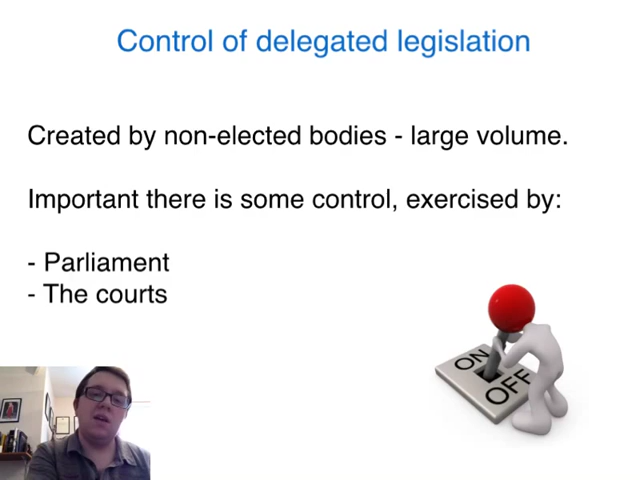 Control of delegated legislation
Created by non-elected bodies - large volume.
Important there is some control, exercised by:
- Parliament
- The courts
ON
OFF